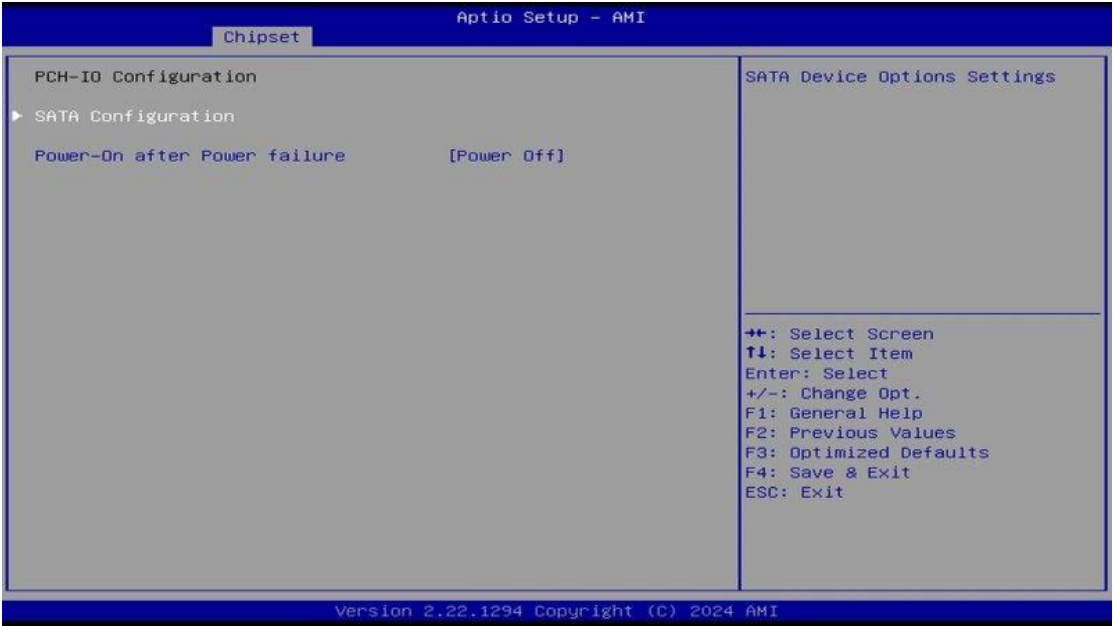 Aptio Setup – AMI
Chipset
PCH-IO Configuration
SATA Configuration
Power-On after Power failure [Power Off]
SATA Device Options Settings
→←: Select Screen
↑↓: Select Item
Enter: Select
+/-: Change Opt.
F1: General Help
F2: Previous Values
F3: Optimized Defaults
F4: Save & Exit
ESC: Exit
Version 2.22.1294 Copyright (C) 2024 AMI